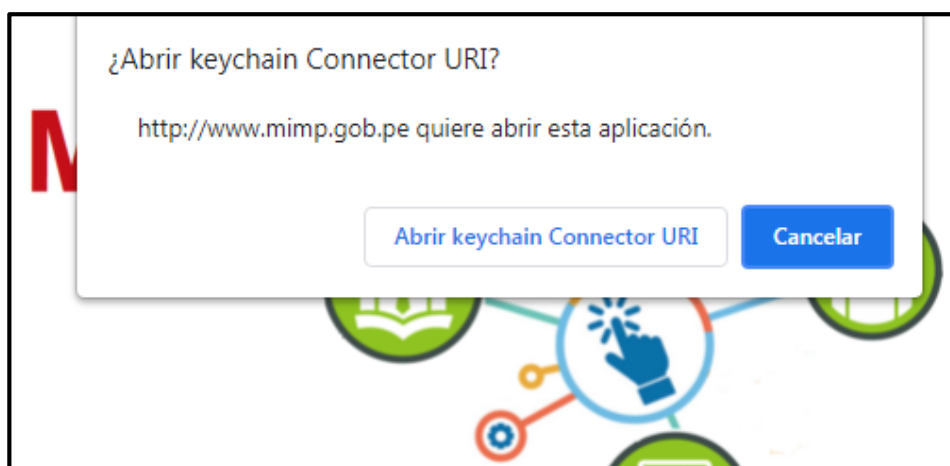 ¿Abrir keychain Connector URI?
http://www.mimp.gob.pe quiere abrir esta aplicación.
Abrir keychain Connector URI
Cancelar
M